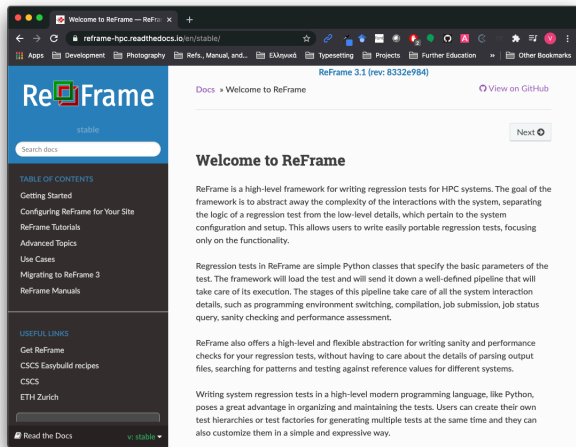 Welcome to ReFrame — ReFra
reframe-hpc.readthedocs.io/en/stable/
Apps Development Photography Refs., Manual, and... Ελληνικά Typesetting Projects Further Education » Other Bookmarks
ReFrame
stable
Search docs
TABLE OF CONTENTS
Getting Started
Configuring ReFrame for Your Site
ReFrame Tutorials
Advanced Topics
Use Cases
Migrating to ReFrame 3
ReFrame Manuals
USEFUL LINKS
Get ReFrame
CSCS Easybuild recipes
CSCS
ETH Zurich
Read the Docs v: stable
ReFrame 3.1 (rev: 8332e984)
Docs » Welcome to ReFrame View on GitHub
Next
Welcome to ReFrame
ReFrame is a high-level framework for writing regression tests for HPC systems. The goal of the
framework is to abstract away the complexity of the interactions with the system, separating
the logic of a regression test from the low-level details, which pertain to the system
configuration and setup. This allows users to write easily portable regression tests, focusing
only on the functionality.
Regression tests in ReFrame are simple Python classes that specify the basic parameters of the
test. The framework will load the test and will send it down a well-defined pipeline that will
take care of its execution. The stages of this pipeline take care of all the system interaction
details, such as programming environment switching, compilation, job submission, job status
query, sanity checking and performance assessment.
ReFrame also offers a high-level and flexible abstraction for writing sanity and performance
checks for your regression tests, without having to care about the details of parsing output
files, searching for patterns and testing against reference values for different systems.
Writing system regression tests in a high-level modern programming language, like Python,
poses a great advantage in organizing and maintaining the tests. Users can create their own
test hierarchies or test factories for generating multiple tests at the same time and they can
also customize them in a simple and expressive way.